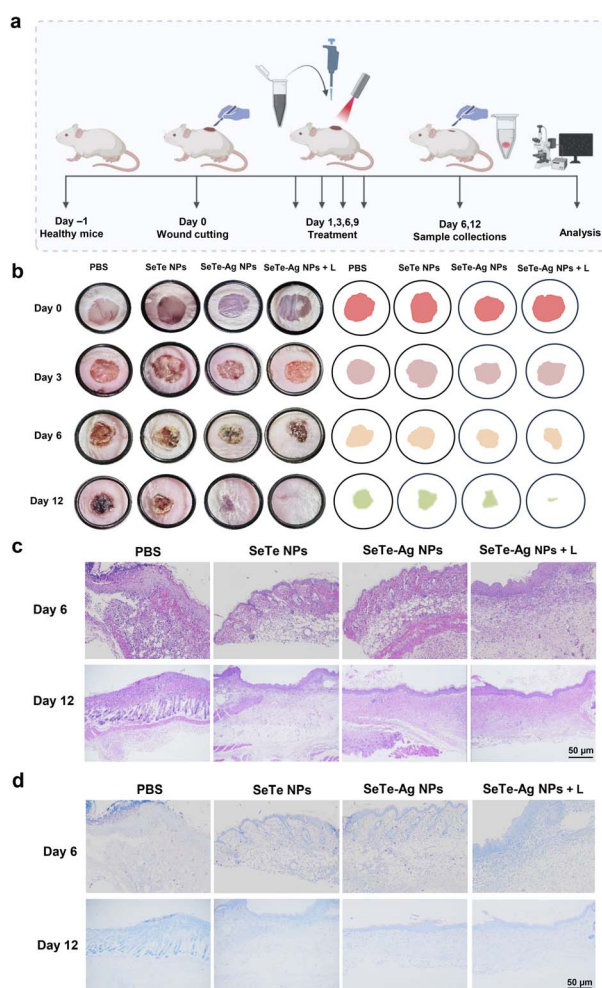 a
Day –1
Healthy mice
Day 0
Wound cutting
Day 1,3,6,9
Treatment
Day 6,12
Sample collections
Analysis
b
PBS SeTe NPs SeTe-Ag NPs SeTe-Ag NPs + L PBS SeTe NPs SeTe-Ag NPs SeTe-Ag NPs + L
Day 0
Day 3
Day 6
Day 12
c
PBS SeTe NPs SeTe-Ag NPs SeTe-Ag NPs + L
Day 6
Day 12
50 µm
d
PBS SeTe NPs SeTe-Ag NPs SeTe-Ag NPs + L
Day 6
Day 12
50 µm